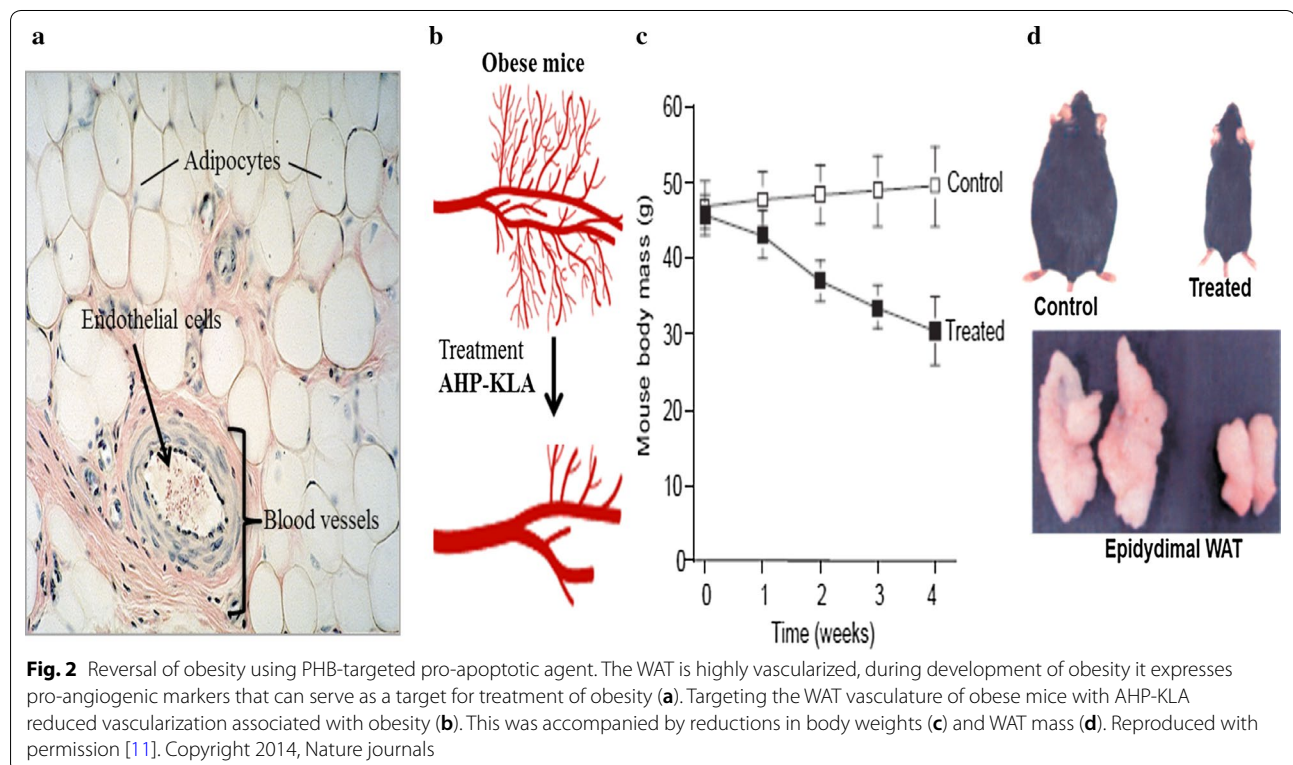 a
b
c
d
Adipocytes
Endothelial cells
Blood vessels
Obese mice
Treatment
AHP-KLA
Mouse body mass (g)
60
50
40
30
20
10
0
Control
Treated
0 1 2 3 4
Time (weeks)
Control
Treated
Epidydimal WAT
Fig. 2 Reversal of obesity using PHB-targeted pro-apoptotic agent. The WAT is highly vascularized, during development of obesity it expresses
pro-angiogenic markers that can serve as a target for treatment of obesity (a). Targeting the WAT vasculature of obese mice with AHP-KLA
reduced vascularization associated with obesity (b). This was accompanied by reductions in body weights (c) and WAT mass (d). Reproduced with
permission [11]. Copyright 2014, Nature journals